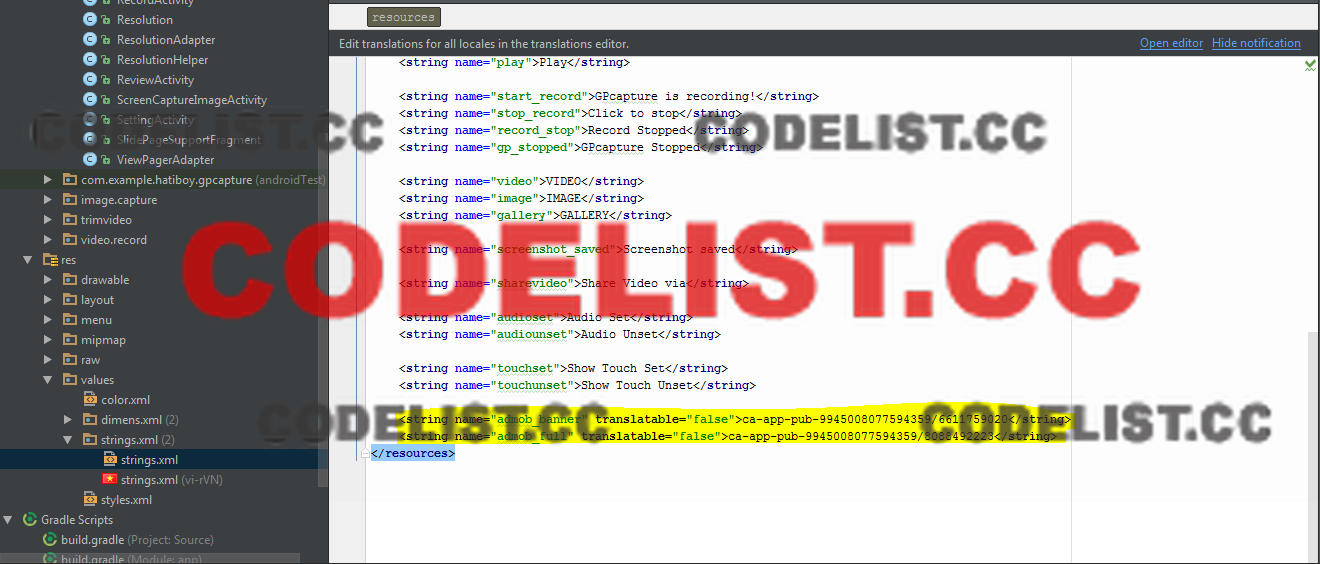 RecordActivity
Resolution
ResolutionAdapter
ResolutionHelper
ReviewActivity
ScreenCaptureImageActivity
SettingActivity
SlidePageSupportFragment
ViewPagerAdapter
com.example.hatiboy.gpcapture (androidTest)
image.capture
trimvideo
video.record
res
drawable
layout
menu
mipmap
raw
values
color.xml
dimens.xml (2)
strings.xml (2)
strings.xml
strings.xml (vi-rVN)
styles.xml
Gradle Scripts
build.gradle (Project: Source)
build.gradle (Module: app)
resources
Edit translations for all locales in the translations editor.
Open editor Hide notification
<string name="play">Play</string>
<string name="start_record">GPcapture is recording!</string>
<string name="stop_record">Click to stop</string>
<string name="record_stop">Record Stopped</string>
<string name="gp_stopped">GPcapture Stopped</string>
<string name="video">VIDEO</string>
<string name="image">IMAGE</string>
<string name="gallery">GALLERY</string>
<string name="screenshot_saved">Screenshot saved</string>
<string name="sharevideo">Share Video via</string>
<string name="audioset">Audio Set</string>
<string name="audiounset">Audio Unset</string>
<string name="touchset">Show Touch Set</string>
<string name="touchunset">Show Touch Unset</string>
<string name="admob_banner" translatable="false">ca-app-pub-9945008077594359/6611759020</string>
<string name="admob_full" translatable="false">ca-app-pub-9945008077594359/8088492223</string>
</resources>
CODELIST.CC
CODELIST.CC
CODELIST.CC
CODELIST.CC
CODELIST.CC